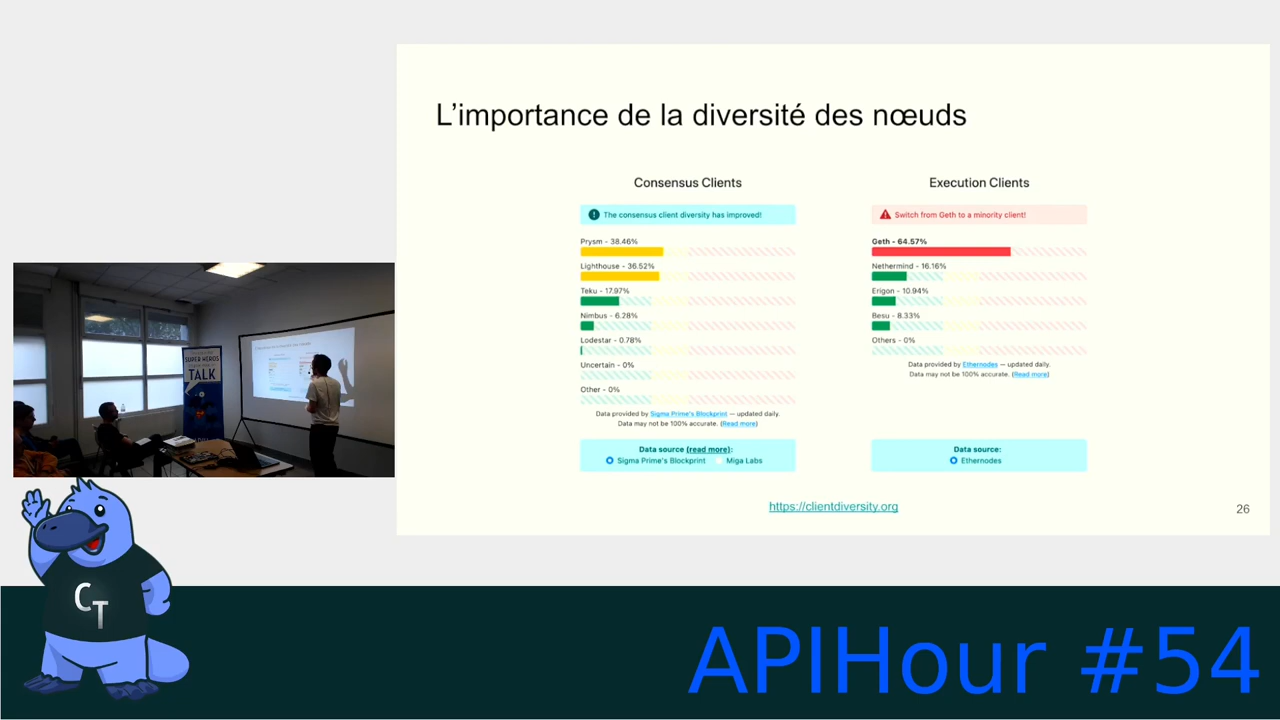 L'importance de la diversité des nœuds
Consensus Clients
The consensus client diversity has improved!
Prysm - 38.46%
Lighthouse - 36.52%
Teku - 17.97%
Nimbus - 6.28%
Lodestar - 0.78%
Uncertain - 0%
Other - 0%
Data provided by Sigma Prime's Blockprint — updated daily.
Data may not be 100% accurate. (Read more)
Data source (read more):
Sigma Prime's Blockprint Miga Labs
Execution Clients
Switch from Geth to a minority client!
Geth - 64.57%
Nethermind - 16.16%
Erigon - 10.94%
Besu - 8.33%
Others - 0%
Data provided by Ethernodes — updated daily.
Data may not be 100% accurate. (Read more)
Data source:
Ethernodes
https://clientdiversity.org
26
SUPER HEROS
TALK
CT
APIHour #54